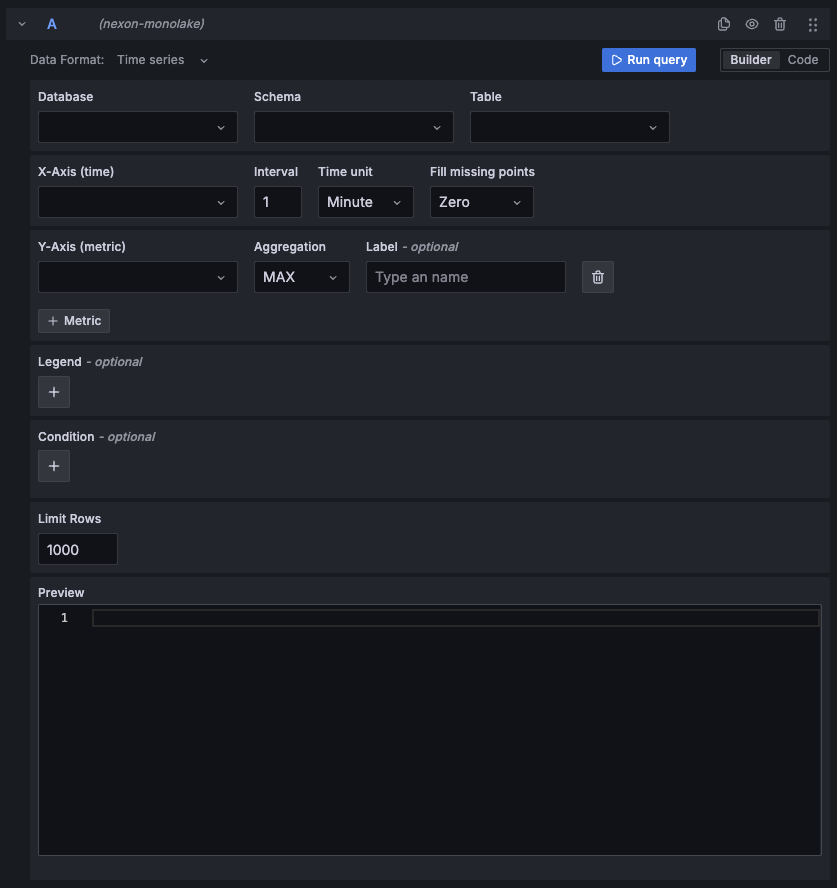 A (nexon-monolake)
Data Format: Time series Run query Builder Code
Database Schema Table
X-Axis (time) Interval Time unit Fill missing points
1 Minute Zero
Y-Axis (metric) Aggregation Label - optional
MAX Type an name
+ Metric
Legend - optional
+
Condition - optional
+
Limit Rows
1000
Preview
1